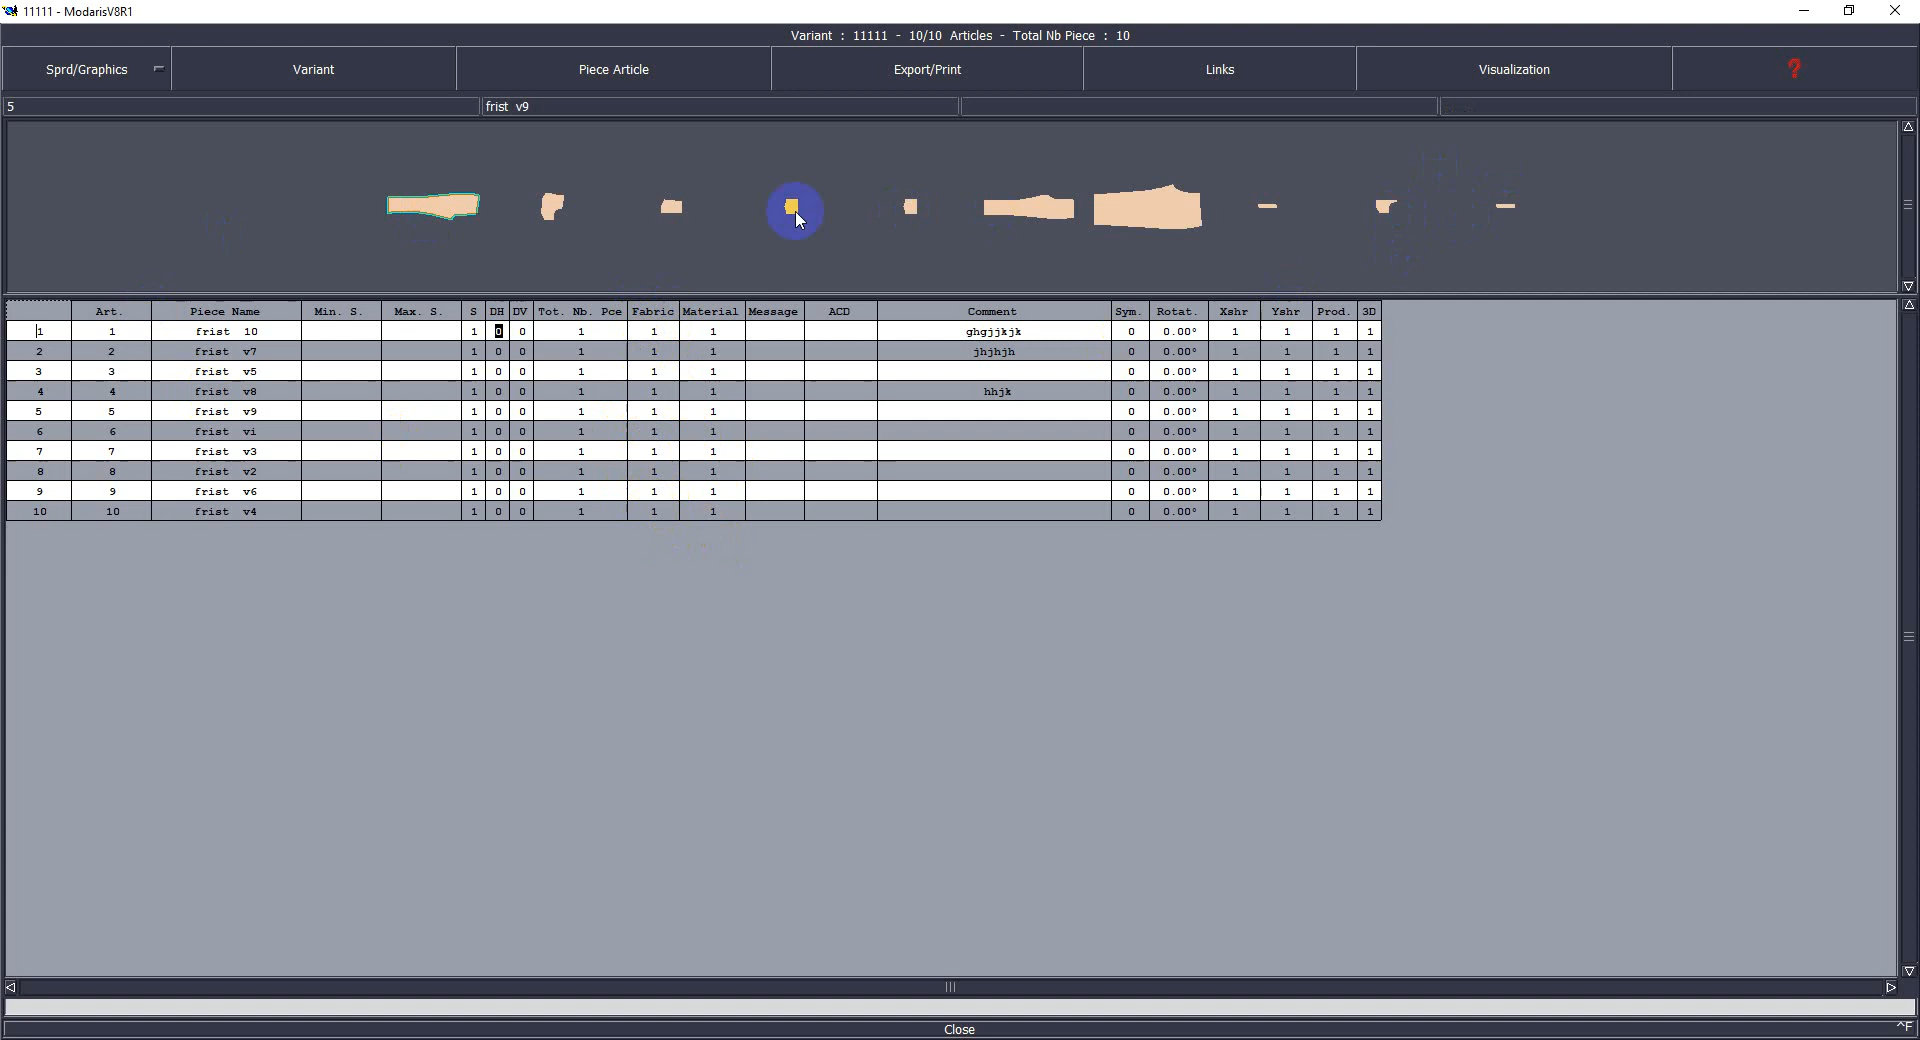 11111 - ModarisV8R1
Variant : 11111 - 10/10 Articles - Total Nb Piece : 10
Sprd/Graphics Variant Piece Article Export/Print Links Visualization ?
5 frist v9
Art. Piece Name Min. S. Max. S. S DH DV Tot. Nb. Pce Fabric Material Message ACD Comment Sym. Rotat. Xshr Yshr Prod. 3D
1 1 frist 10 1 0 0 1 1 1 ghgjjkjk 0 0.00° 1 1 1 1
2 2 frist v7 1 0 0 1 1 1 jhjhjh 0 0.00° 1 1 1 1
3 3 frist v5 1 0 0 1 1 1 0 0.00° 1 1 1 1
4 4 frist v8 1 0 0 1 1 1 hhjk 0 0.00° 1 1 1 1
5 5 frist v9 1 0 0 1 1 1 0 0.00° 1 1 1 1
6 6 frist vi 1 0 0 1 1 1 0 0.00° 1 1 1 1
7 7 frist v3 1 0 0 1 1 1 0 0.00° 1 1 1 1
8 8 frist v2 1 0 0 1 1 1 0 0.00° 1 1 1 1
9 9 frist v6 1 0 0 1 1 1 0 0.00° 1 1 1 1
10 10 frist v4 1 0 0 1 1 1 0 0.00° 1 1 1 1
Close ^F